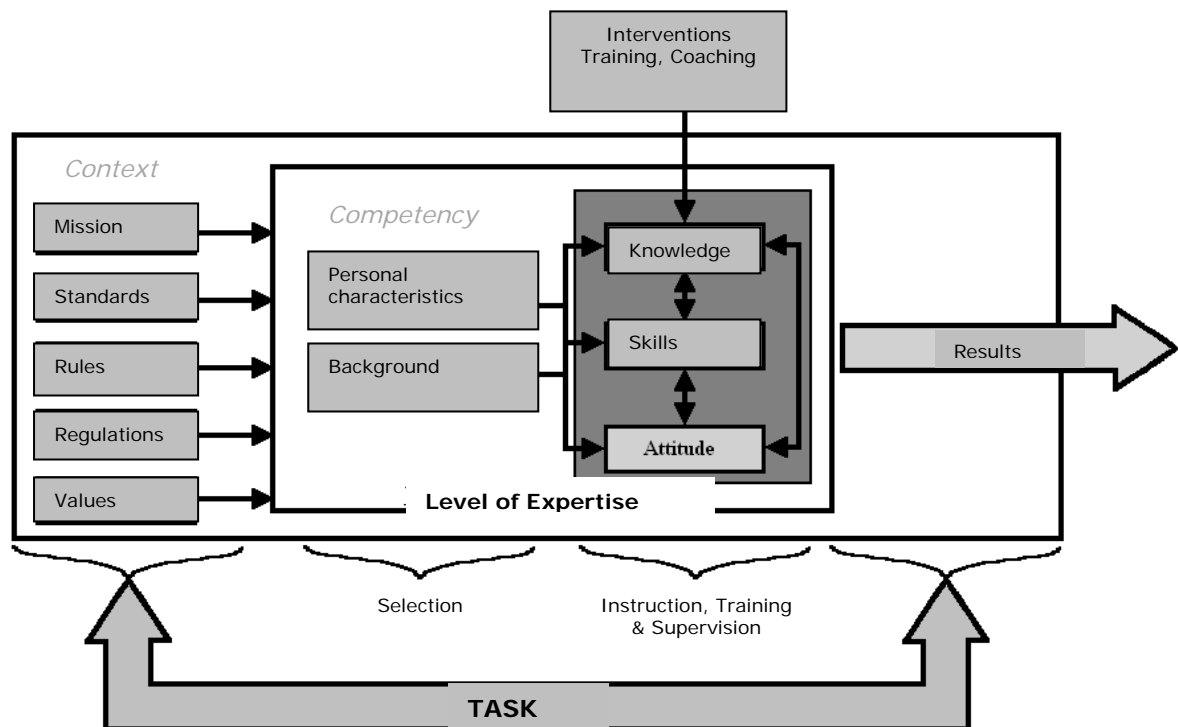 Interventions
Training, Coaching
Context
Mission
Standards
Rules
Regulations
Values
Competency
Personal
characteristics
Background
Knowledge
Skills
Attitude
Level of Expertise
Results
Selection
Instruction, Training
& Supervision
TASK